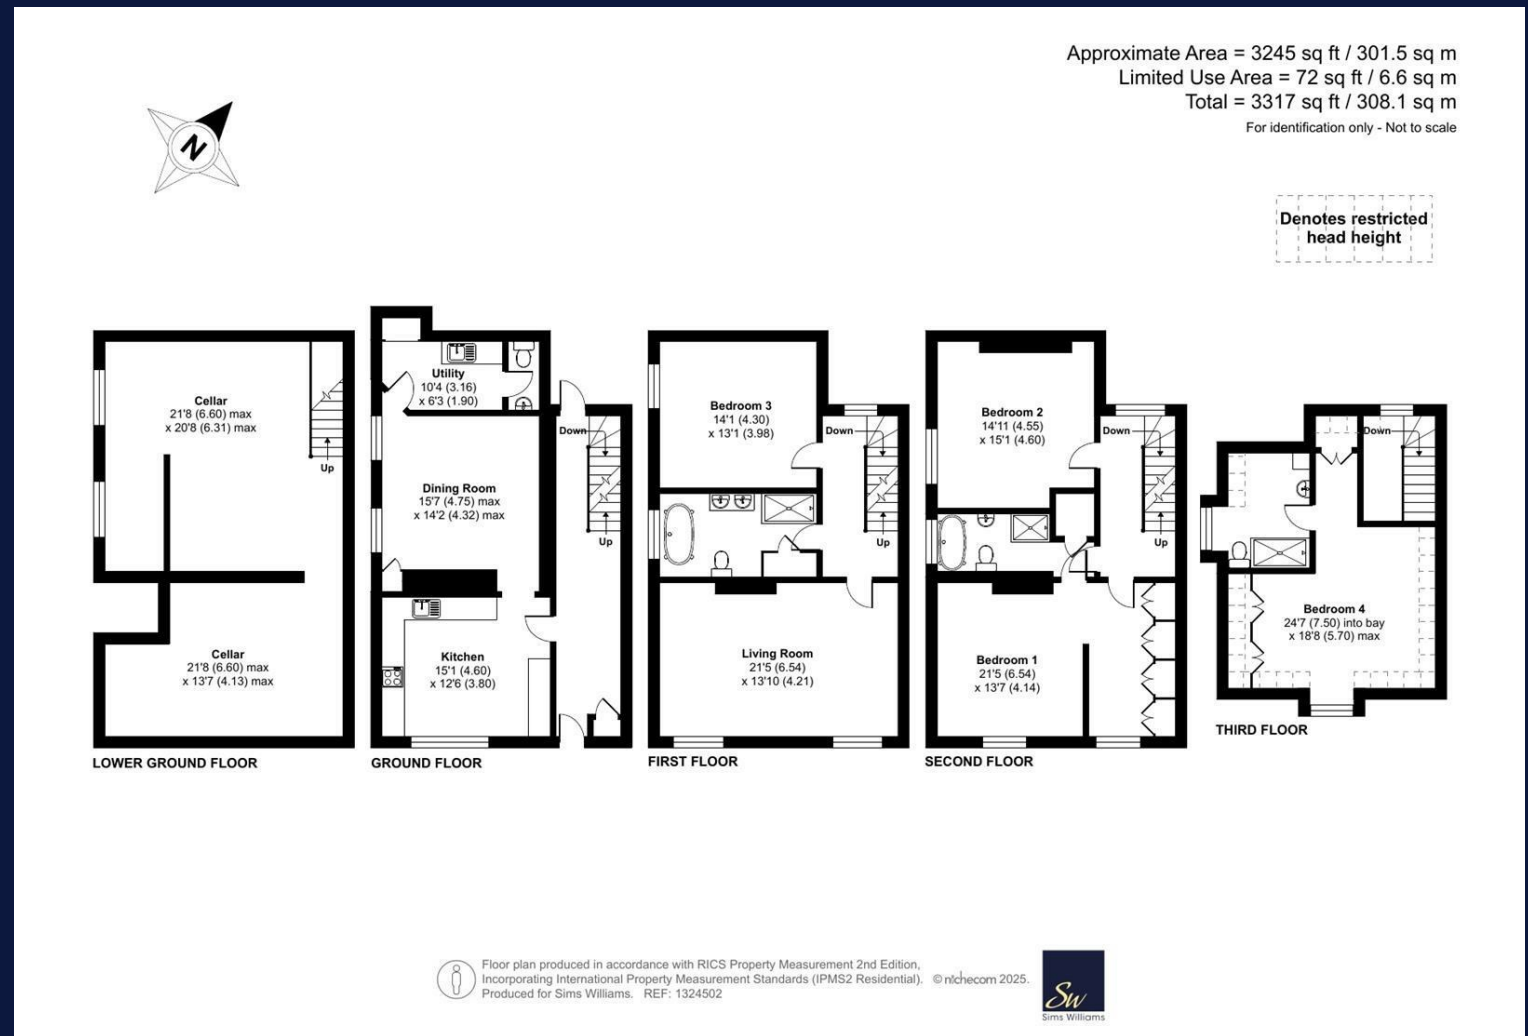 Approximate Area = 3245 sq ft / 301.5 sq m
Limited Use Area = 72 sq ft / 6.6 sq m
Total = 3317 sq ft / 308.1 sq m
For identification only - Not to scale
N
Denotes restricted
head height
Cellar
21'8 (6.60) max
x 20'8 (6.31) max
Up
Cellar
21'8 (6.60) max
x 13'7 (4.13) max
LOWER GROUND FLOOR
Utility
10'4 (3.16)
x 6'3 (1.90)
Down
Dining Room
15'7 (4.75) max
x 14'2 (4.32) max
Up
Kitchen
15'1 (4.60)
x 12'6 (3.80)
GROUND FLOOR
Bedroom 3
14'1 (4.30)
x 13'1 (3.98)
Down
Up
Living Room
21'5 (6.54)
x 13'10 (4.21)
FIRST FLOOR
Bedroom 2
14'11 (4.55)
x 15'1 (4.60)
Down
Up
Bedroom 1
21'5 (6.54)
x 13'7 (4.14)
SECOND FLOOR
Down
Bedroom 4
24'7 (7.50) into bay
x 18'8 (5.70) max
THIRD FLOOR
Floor plan produced in accordance with RICS Property Measurement 2nd Edition,
Incorporating International Property Measurement Standards (IPMS2 Residential). © nichecom 2025.
Produced for Sims Williams. REF: 1324502
Sw
Sims Williams